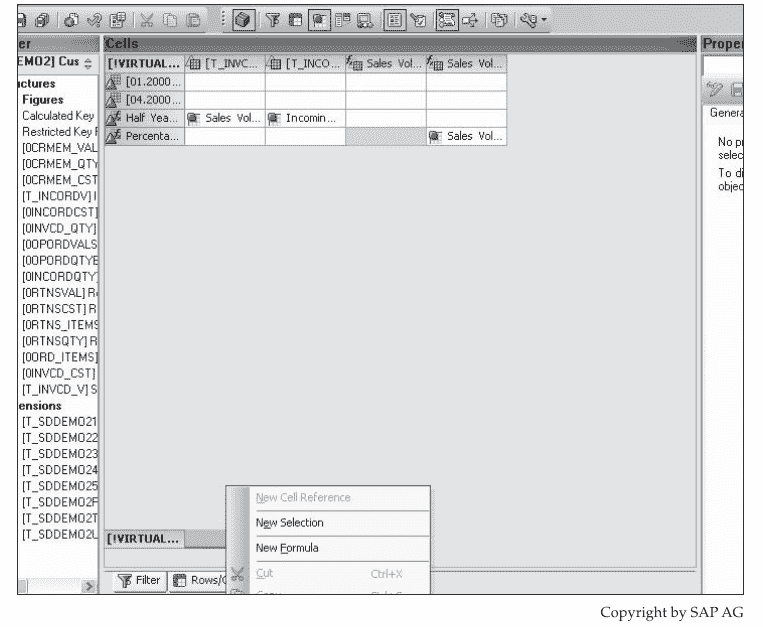 er
Cells
Proper
EMO2] Cus
[!VIRTUAL... [T_INVC... [T_INCO... Sales Vol... Sales Vol...
[01.2000...
[04.2000...
Half Yea... Sales Vol... Incomin...
Percenta... Sales Vol...
uctures
Figures
Calculated Key
Restricted Key F
[0CRMEM_VAL
[0CRMEM_QTY
[0CRMEM_CST
[T_INCORDV] I
[0INCORDCST]
[0INVCD_QTY]
[0OPORDVALS
[0OPORDQTYB
[0INCORDQTY]
[0RTNSVAL] R
[0RTNSCST] R
[0RTNS_ITEMS
[0RTNSQTY] R
[0ORD_ITEMS]
[0INVCD_CST]
[T_INVCD_V] S
ensions
[T_SDDEMO21
[T_SDDEMO22
[T_SDDEMO23
[T_SDDEMO24
[T_SDDEMO25
[T_SDDEMO2F
[T_SDDEMO2T
[T_SDDEMO2L
[!VIRTUAL...
New Cell Reference
New Selection
New Formula
Cut Ctrl+X
Filter Rows/C
Genera
No pr
selec
To di
objec
Copyright by SAP AG